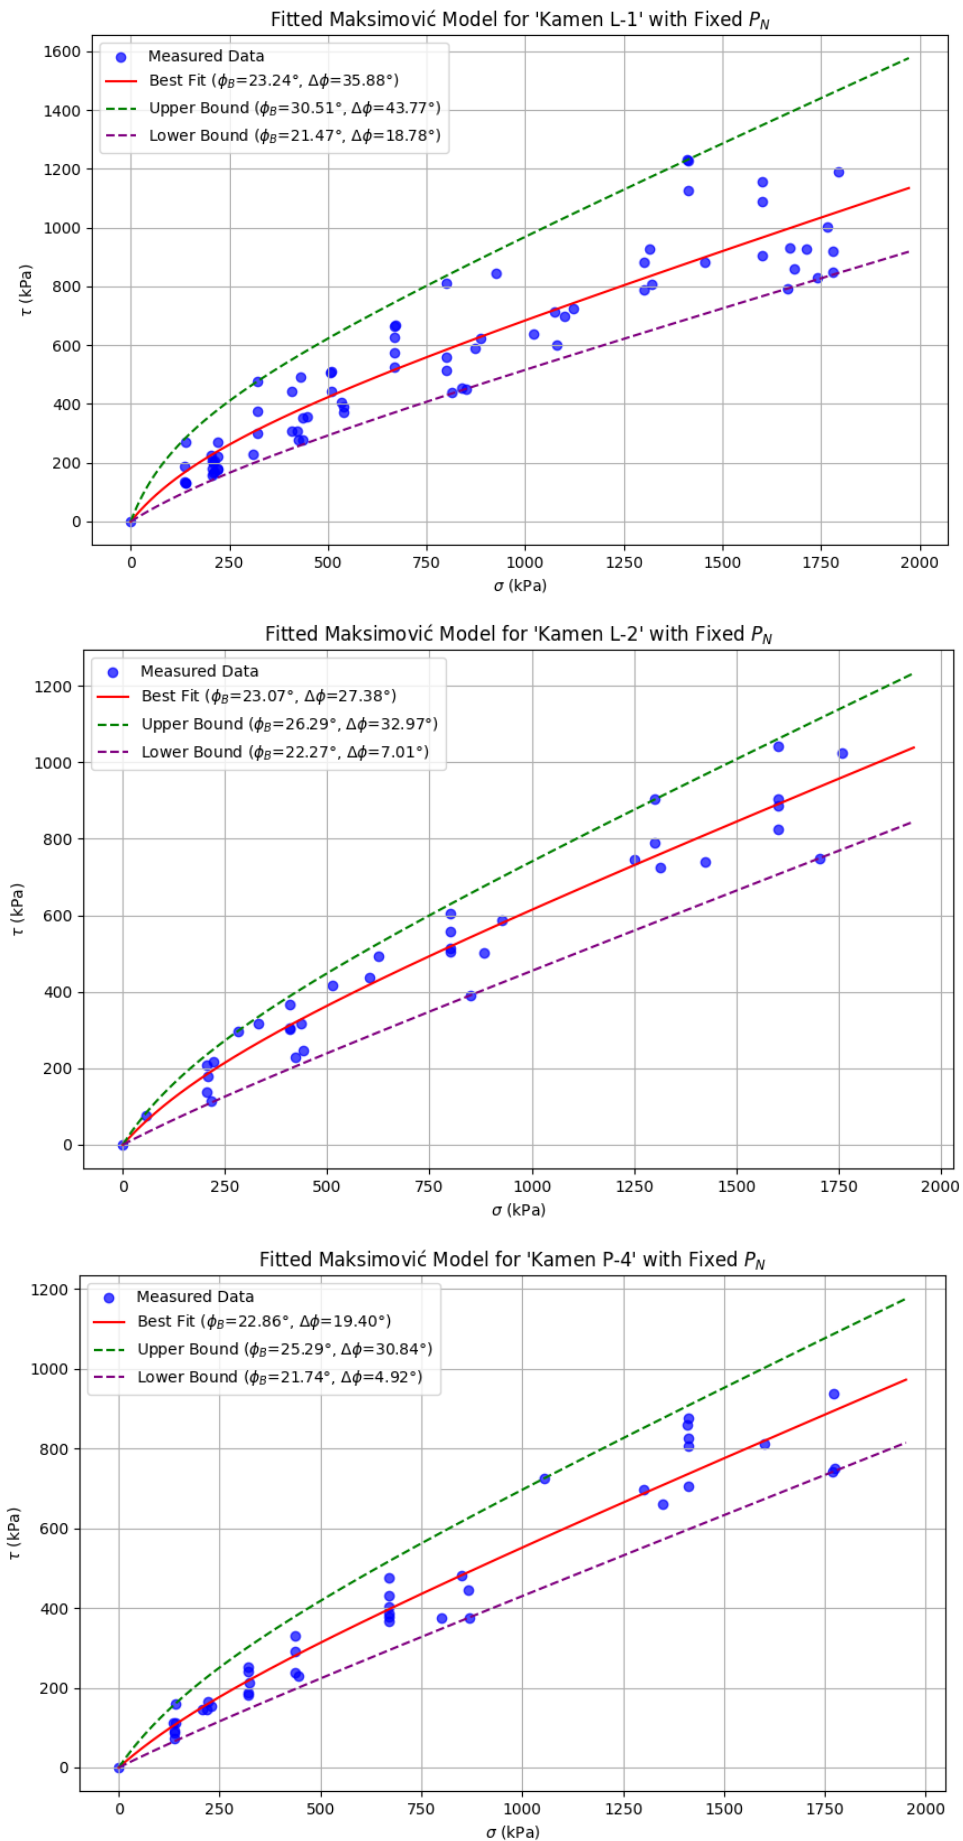 Fitted Maksimović Model for 'Kamen L-1' with Fixed P_N
Measured Data
Best Fit (ϕ_B=23.24°, Δϕ=35.88°)
Upper Bound (ϕ_B=30.51°, Δϕ=43.77°)
Lower Bound (ϕ_B=21.47°, Δϕ=18.78°)
1600
1400
1200
1000
800
600
400
200
0
τ (kPa)
0 250 500 750 1000 1250 1500 1750 2000
σ (kPa)
Fitted Maksimović Model for 'Kamen L-2' with Fixed P_N
Measured Data
Best Fit (ϕ_B=23.07°, Δϕ=27.38°)
Upper Bound (ϕ_B=26.29°, Δϕ=32.97°)
Lower Bound (ϕ_B=22.27°, Δϕ=7.01°)
1200
1000
800
600
400
200
0
τ (kPa)
0 250 500 750 1000 1250 1500 1750 2000
σ (kPa)
Fitted Maksimović Model for 'Kamen P-4' with Fixed P_N
Measured Data
Best Fit (ϕ_B=22.86°, Δϕ=19.40°)
Upper Bound (ϕ_B=25.29°, Δϕ=30.84°)
Lower Bound (ϕ_B=21.74°, Δϕ=4.92°)
1200
1000
800
600
400
200
0
τ (kPa)
0 250 500 750 1000 1250 1500 1750 2000
σ (kPa)